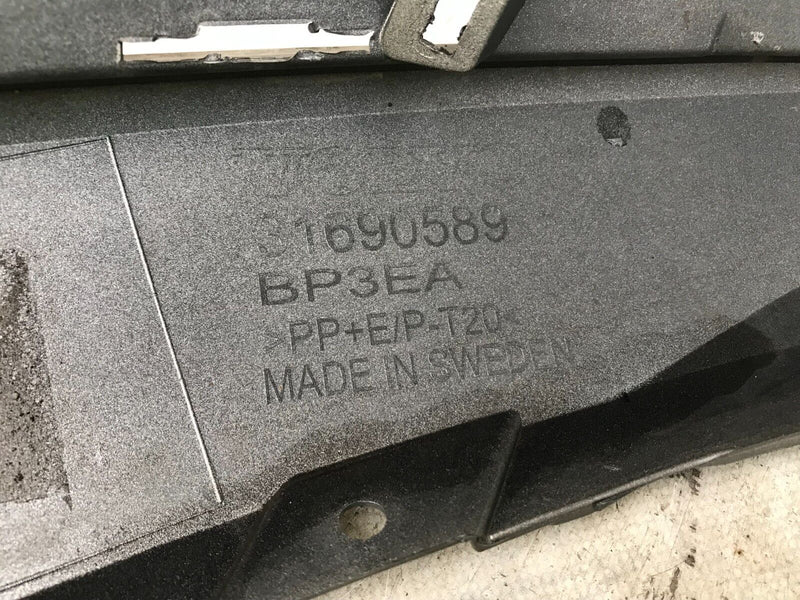 31690589
BP3EA
>PP+E/P-T20<
MADE IN SWEDEN